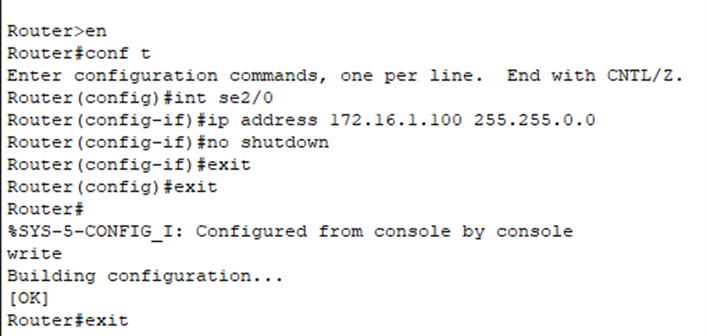 Router>en
Router#conf t
Enter configuration commands, one per line.  End with CNTL/Z.
Router(config)#int se2/0
Router(config-if)#ip address 172.16.1.100 255.255.0.0
Router(config-if)#no shutdown
Router(config-if)#exit
Router(config)#exit
Router#
%SYS-5-CONFIG_I: Configured from console by console
write
Building configuration...
[OK]
Router#exit